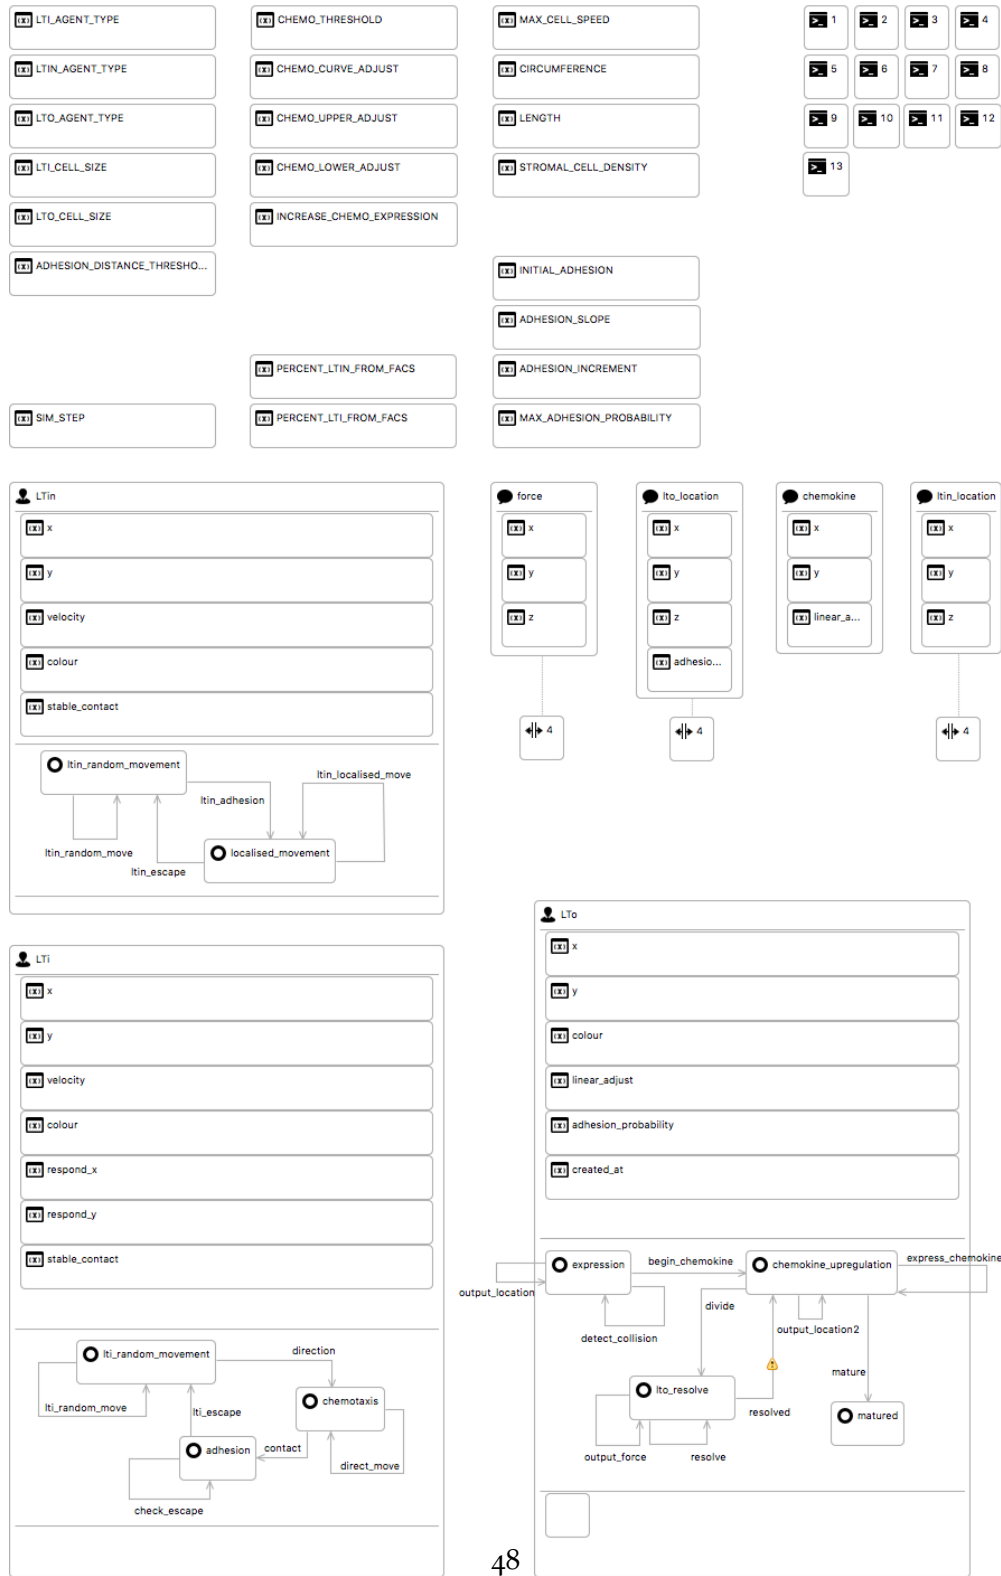 LTI_AGENT_TYPE
CHEMO_THRESHOLD
MAX_CELL_SPEED
1
2
3
4
LTIN_AGENT_TYPE
CHEMO_CURVE_ADJUST
CIRCUMFERENCE
5
6
7
8
LTO_AGENT_TYPE
CHEMO_UPPER_ADJUST
LENGTH
9
10
11
12
LTI_CELL_SIZE
CHEMO_LOWER_ADJUST
STROMAL_CELL_DENSITY
13
LTO_CELL_SIZE
INCREASE_CHEMO_EXPRESSION
ADHESION_DISTANCE_THRESHO...
INITIAL_ADHESION
ADHESION_SLOPE
PERCENT_LTIN_FROM_FACS
ADHESION_INCREMENT
SIM_STEP
PERCENT_LTI_FROM_FACS
MAX_ADHESION_PROBABILITY
LTin
x
y
velocity
colour
stable_contact
ltin_random_movement
ltin_localised_move
ltin_adhesion
ltin_random_move
localised_movement
ltin_escape
force
x
y
z
4
lto_location
x
y
z
adhesio...
4
chemokine
x
y
linear_a...
ltin_location
x
y
z
4
LTi
x
y
velocity
colour
respond_x
respond_y
stable_contact
lti_random_movement
direction
chemotaxis
lti_random_move
lti_escape
adhesion
contact
direct_move
check_escape
LTo
x
y
colour
linear_adjust
adhesion_probability
created_at
expression
begin_chemokine
chemokine_upregulation
express_chemokine
output_location
divide
detect_collision
output_location2
mature
lto_resolve
resolved
matured
output_force
resolve
48